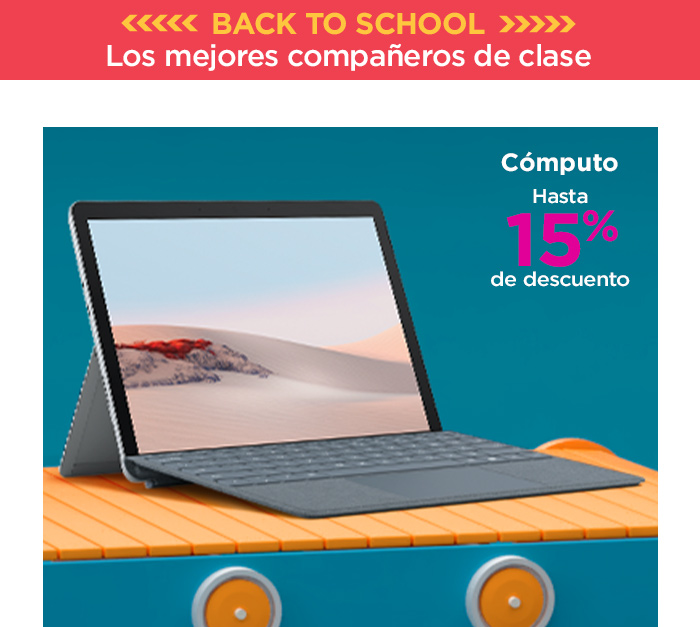 <<<<< BACK TO SCHOOL >>>>>
Los mejores compañeros de clase
Cómputo
Hasta
15%
de descuento